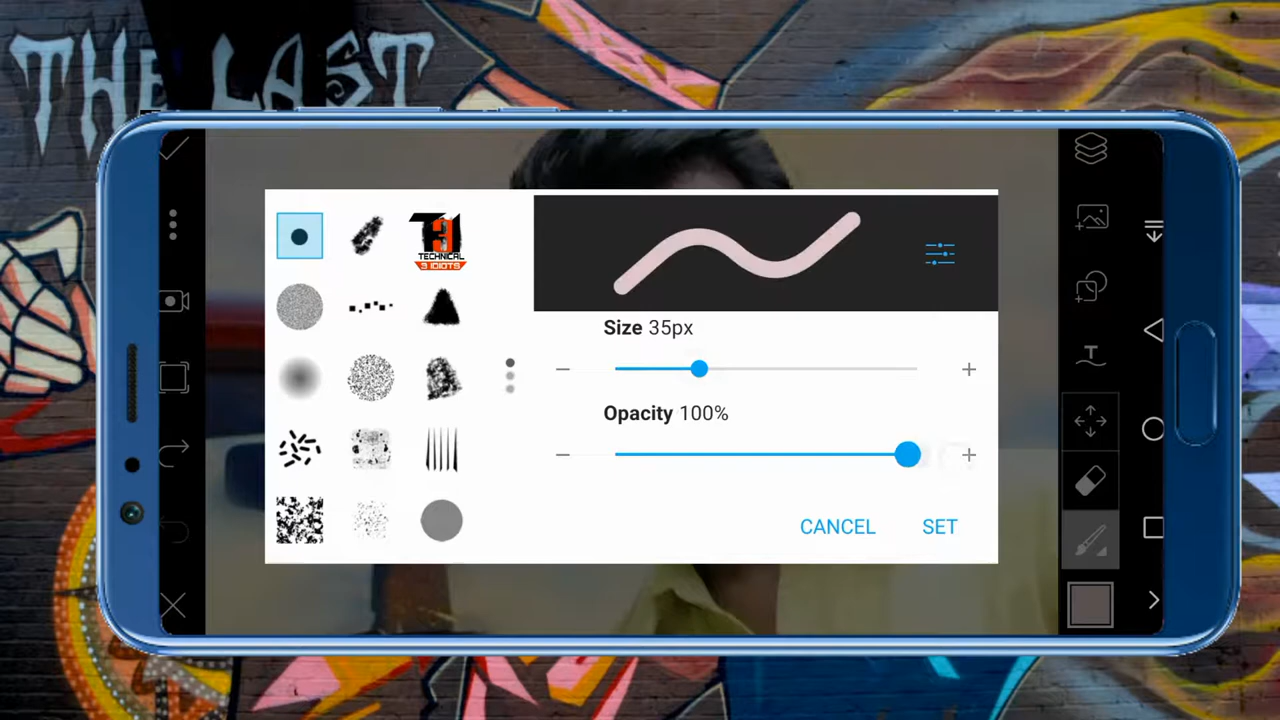 THE LAST
T3
TECHNICAL
3 IDIOTS
Size 35px
Opacity 100%
CANCEL
SET
T